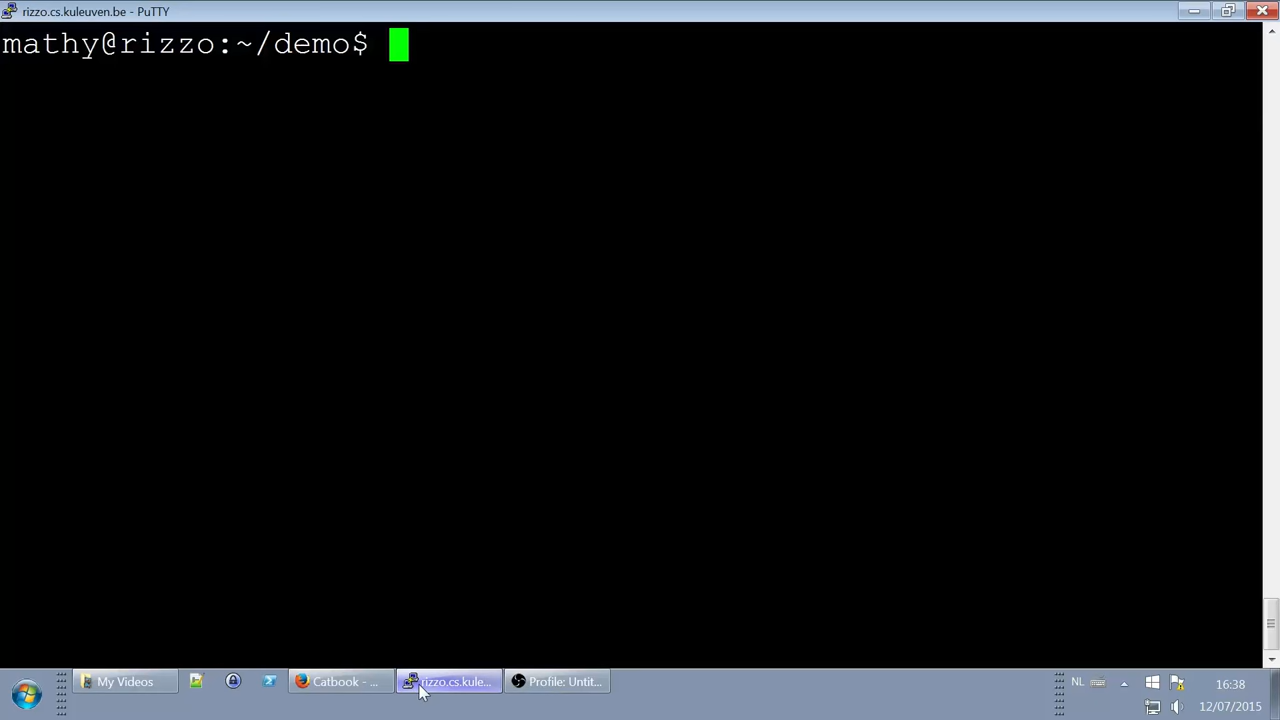 rizzo.cs.kuleuven.be - PuTTY
mathy@rizzo:~/demo$
My Videos
Catbook - ...
rizzo.cs.kule...
Profile: Untit...
NL
16:38
12/07/2015